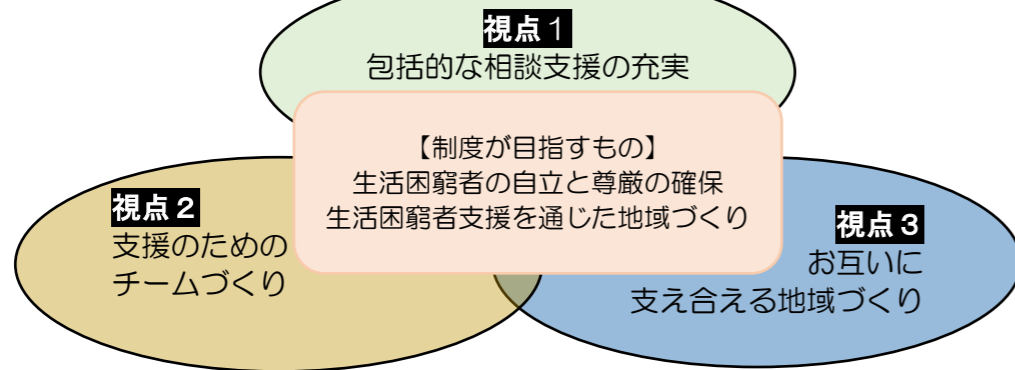 視点１
包括的な相談支援の充実
【制度が目指すもの】
生活困窮者の自立と尊厳の確保
生活困窮者支援を通じた地域づくり
視点２
支援のための
チームづくり
視点３
お互いに
支え合える地域づくり